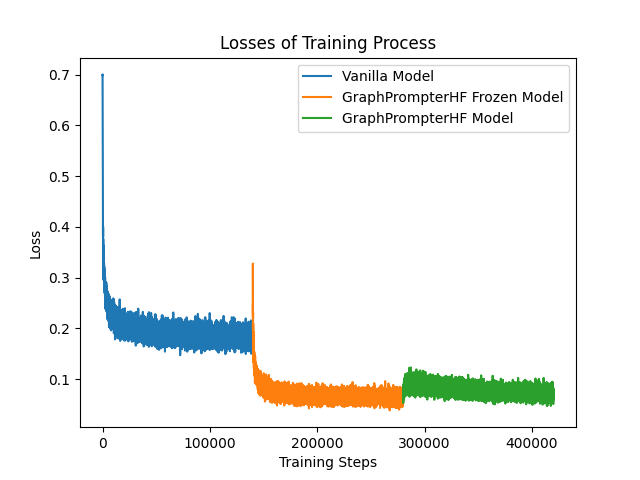 Losses of Training Process
Vanilla Model
GraphPrompterHF Frozen Model
GraphPrompterHF Model
Loss
0.7
0.6
0.5
0.4
0.3
0.2
0.1
0 100000 200000 300000 400000
Training Steps